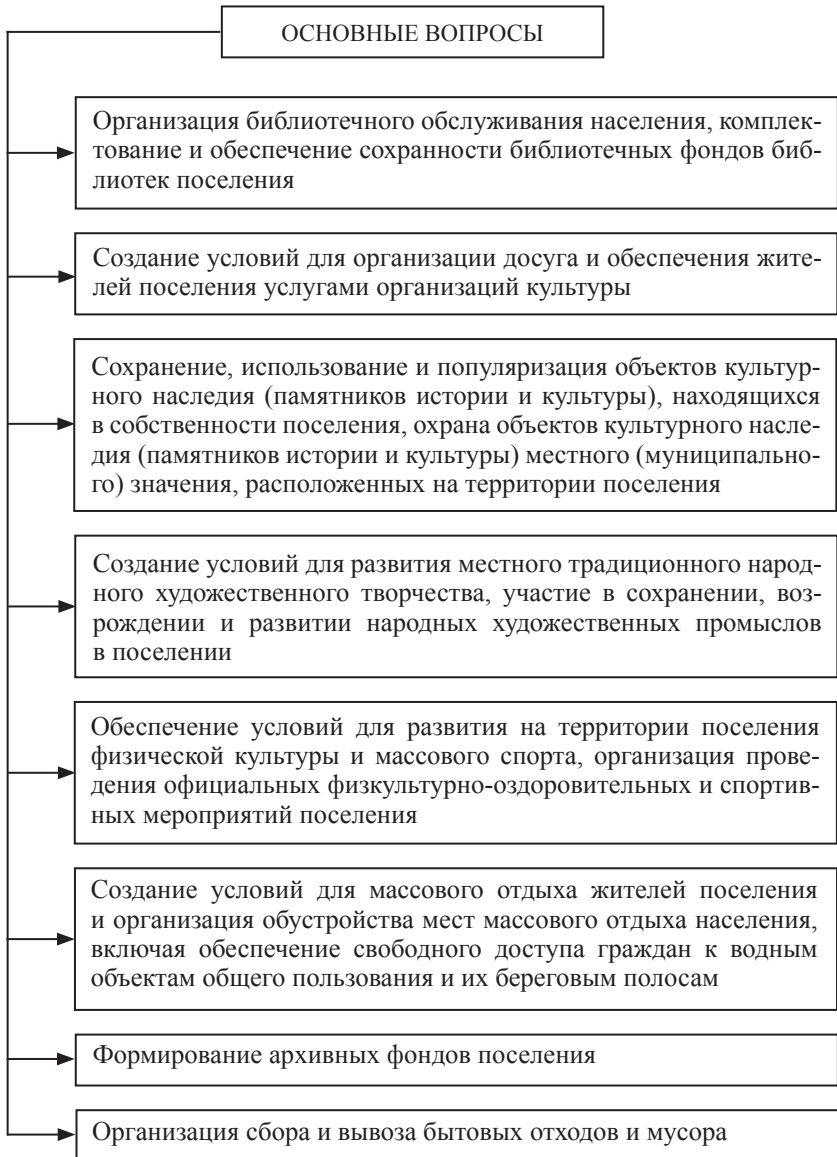 ОСНОВНЫЕ ВОПРОСЫ
Организация библиотечного обслуживания населения, комплек-
тование и обеспечение сохранности библиотечных фондов биб-
лиотек поселения
Создание условий для организации досуга и обеспечения жите-
лей поселения услугами организаций культуры
Сохранение, использование и популяризация объектов культур-
ного наследия (памятников истории и культуры), находящихся
в собственности поселения, охрана объектов культурного насле-
дия (памятников истории и культуры) местного (муниципально-
го) значения, расположенных на территории поселения
Создание условий для развития местного традиционного народ-
ного художественного творчества, участие в сохранении, воз-
рождении и развитии народных художественных промыслов
в поселении
Обеспечение условий для развития на территории поселения
физической культуры и массового спорта, организация прове-
дения официальных физкультурно-оздоровительных и спортив-
ных мероприятий поселения
Создание условий для массового отдыха жителей поселения
и организация обустройства мест массового отдыха населения,
включая обеспечение свободного доступа граждан к водным
объектам общего пользования и их береговым полосам
Формирование архивных фондов поселения
Организация сбора и вывоза бытовых отходов и мусора